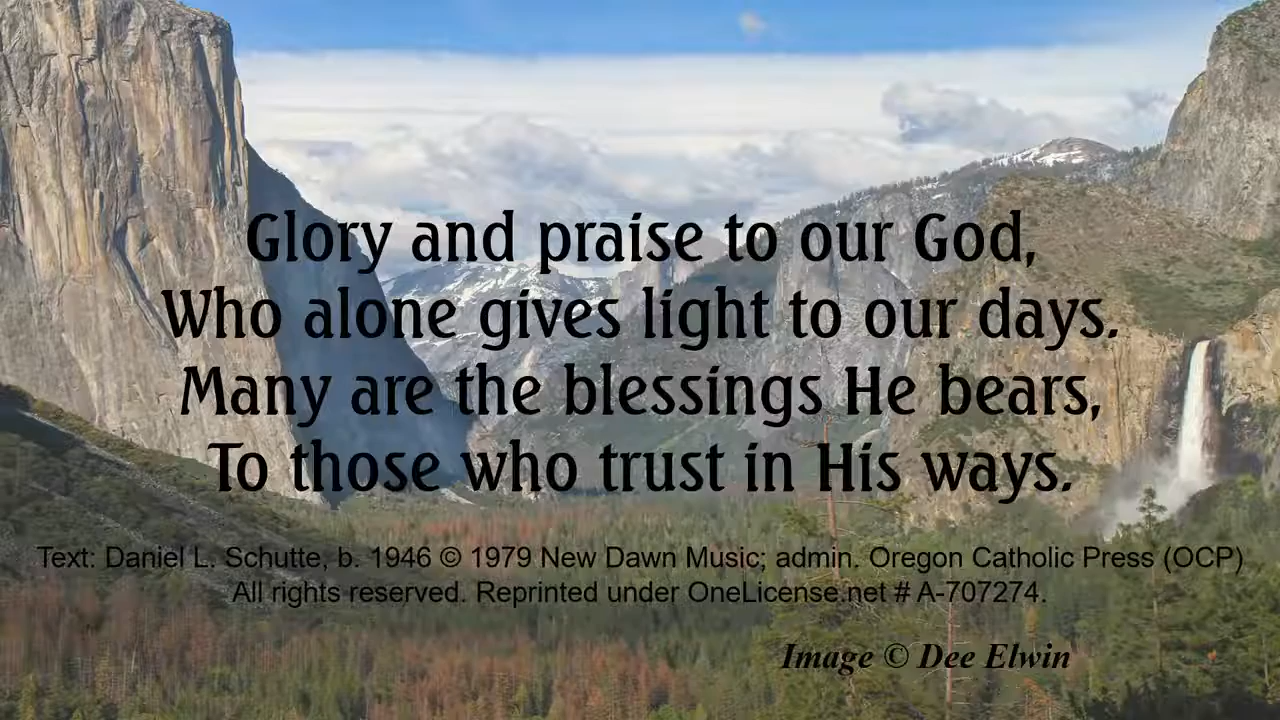 Glory and praise to our God,
Who alone gives light to our days.
Many are the blessings He bears,
To those who trust in His ways.
Text: Daniel L. Schutte, b. 1946 © 1979 New Dawn Music; admin. Oregon Catholic Press (OCP)
All rights reserved. Reprinted under OneLicense.net # A-707274.
Image © Dee Elwin